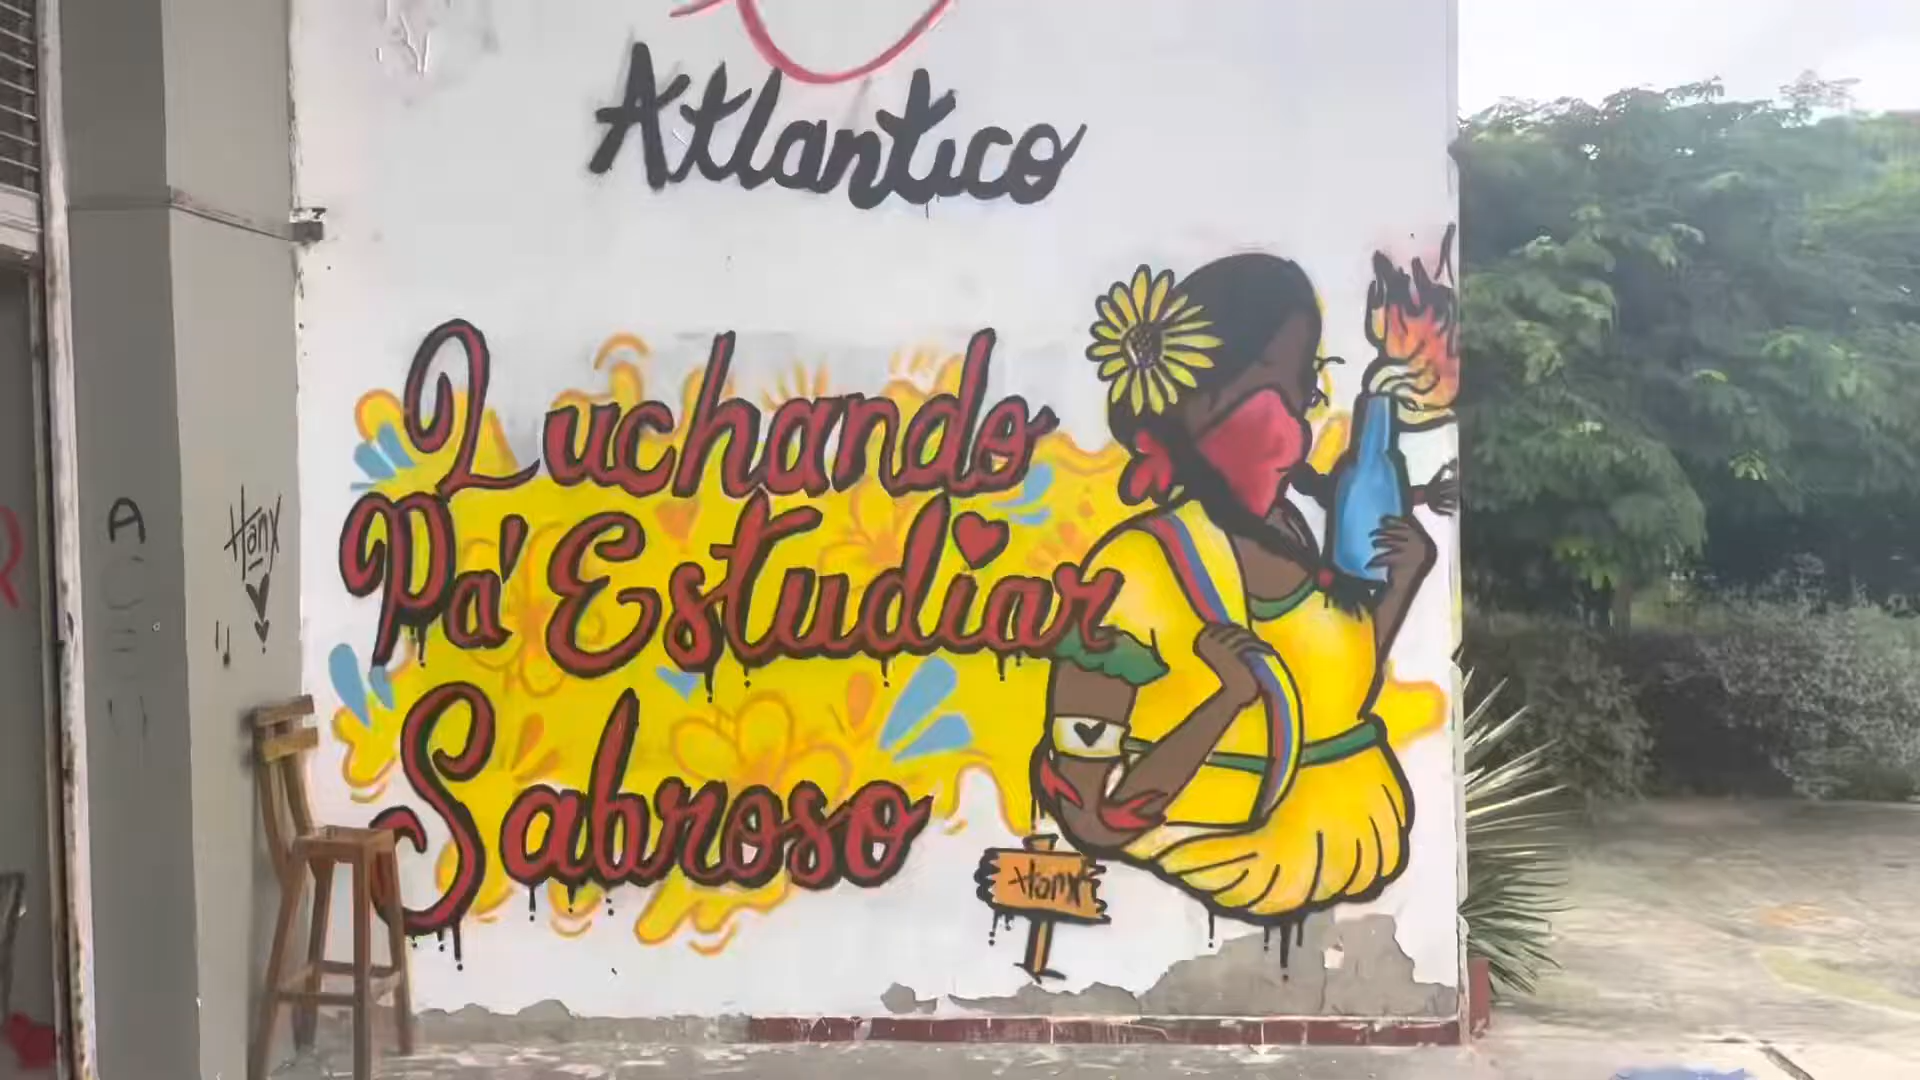 Atlantico
Luchando
Pa' Estudiar
Sabroso
Hanx
Hanx